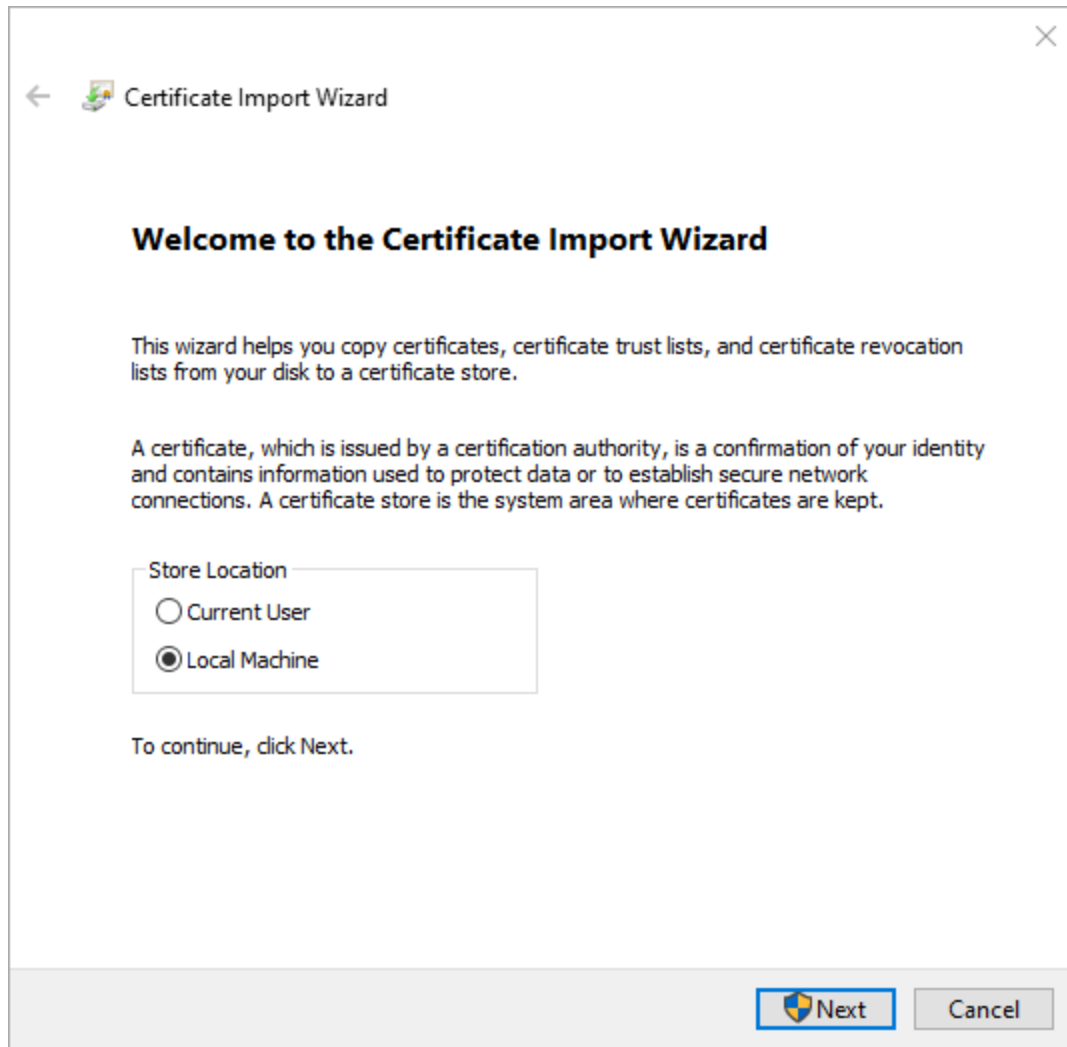 Certificate Import Wizard
Welcome to the Certificate Import Wizard
This wizard helps you copy certificates, certificate trust lists, and certificate revocation
lists from your disk to a certificate store.
A certificate, which is issued by a certification authority, is a confirmation of your identity
and contains information used to protect data or to establish secure network
connections. A certificate store is the system area where certificates are kept.
Store Location
Current User
Local Machine
To continue, click Next.
Next
Cancel